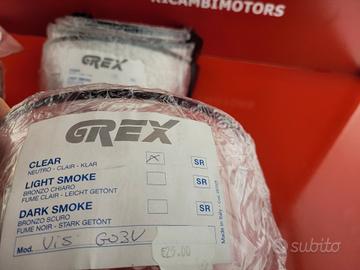 RICAMBIMOTORS
GREX
CLEAR
GREX
CLEAR
NEUTRO - CLAIR - KLAR
SR
LIGHT SMOKE
BRONZO CHIARO
FUME CLAIR - LEICHT GETÖNT
SR
DARK SMOKE
BRONZO SCURO
FUME NOIR - STARK GETÖNT
SR
Mod. VIS G03V
€25.00
Made in Italy
subito